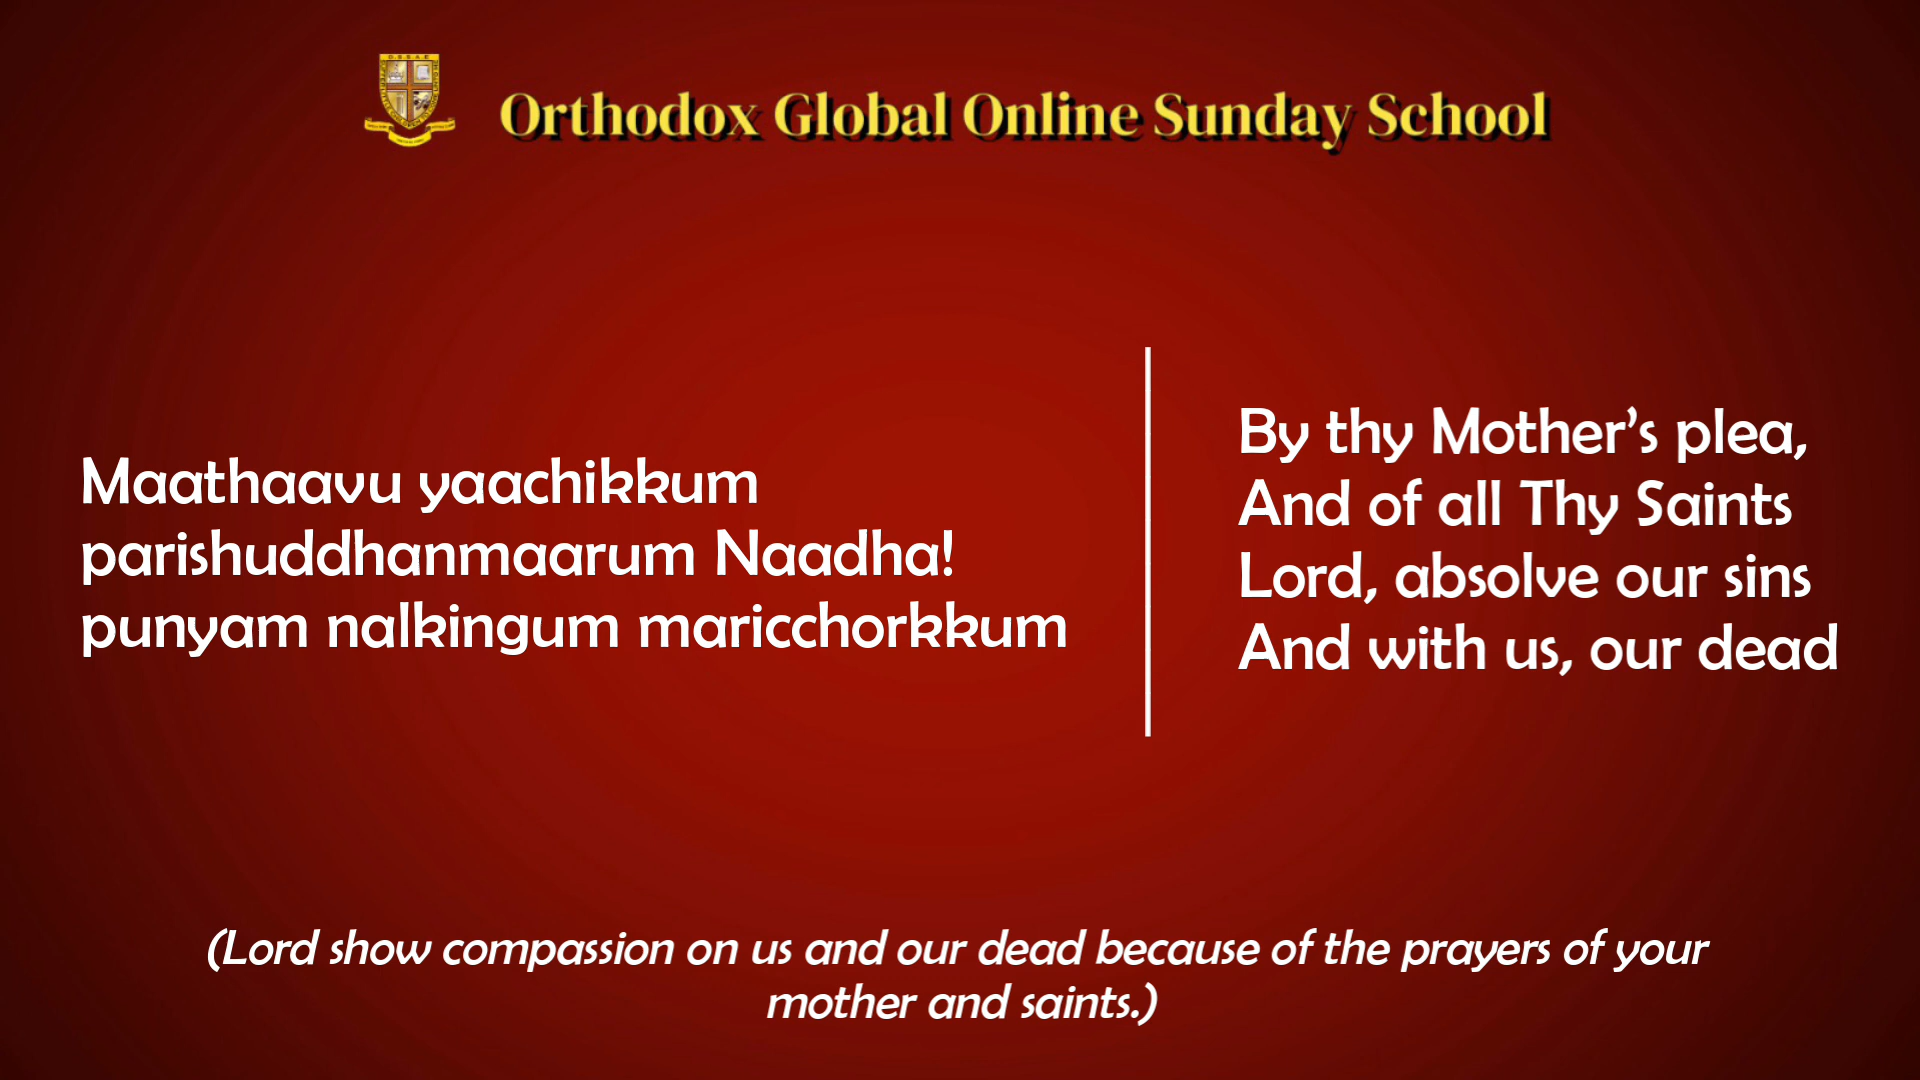 Orthodox Global Online Sunday School
Maathaavu yaachikkum
parishuddhanmaarum Naadha!
punyam nalkingum maricchorkkum
By thy Mother’s plea,
And of all Thy Saints
Lord, absolve our sins
And with us, our dead
(Lord show compassion on us and our dead because of the prayers of your
mother and saints.)